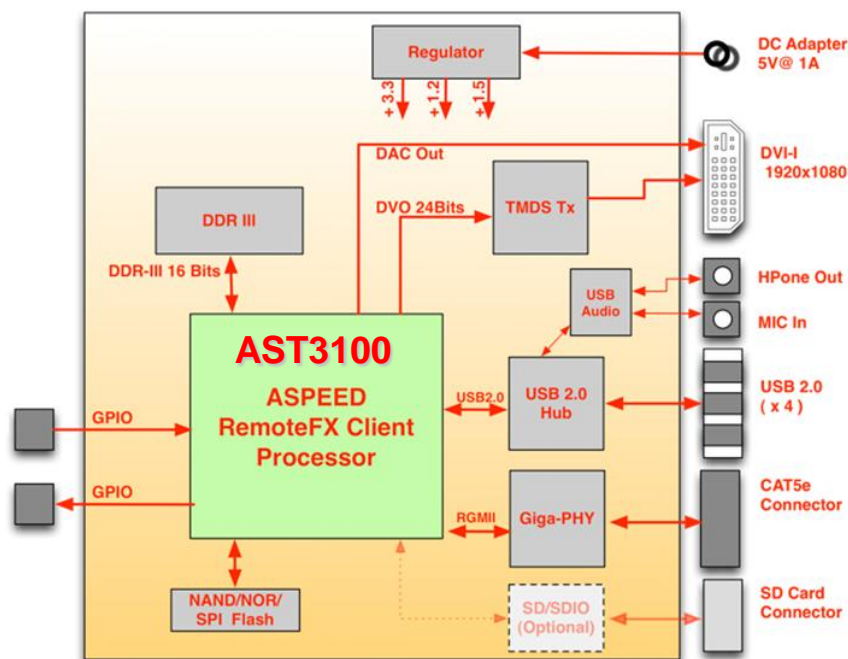 Regulator
DC Adapter
5V@ 1A
+ 3.3
+ 1.2
+ 1.5
DAC Out
DVI-I
1920x1080
DDR III
DVO 24Bits
TMDS Tx
DDR-III 16 Bits
USB
Audio
HPone Out
MIC In
AST3100
ASPEED
RemoteFX Client
Processor
USB2.0
USB 2.0
Hub
USB 2.0
( x 4 )
GPIO
GPIO
RGMII
Giga-PHY
CAT5e
Connector
NAND/NOR/
SPI Flash
SD/SDIO
(Optional)
SD Card
Connector